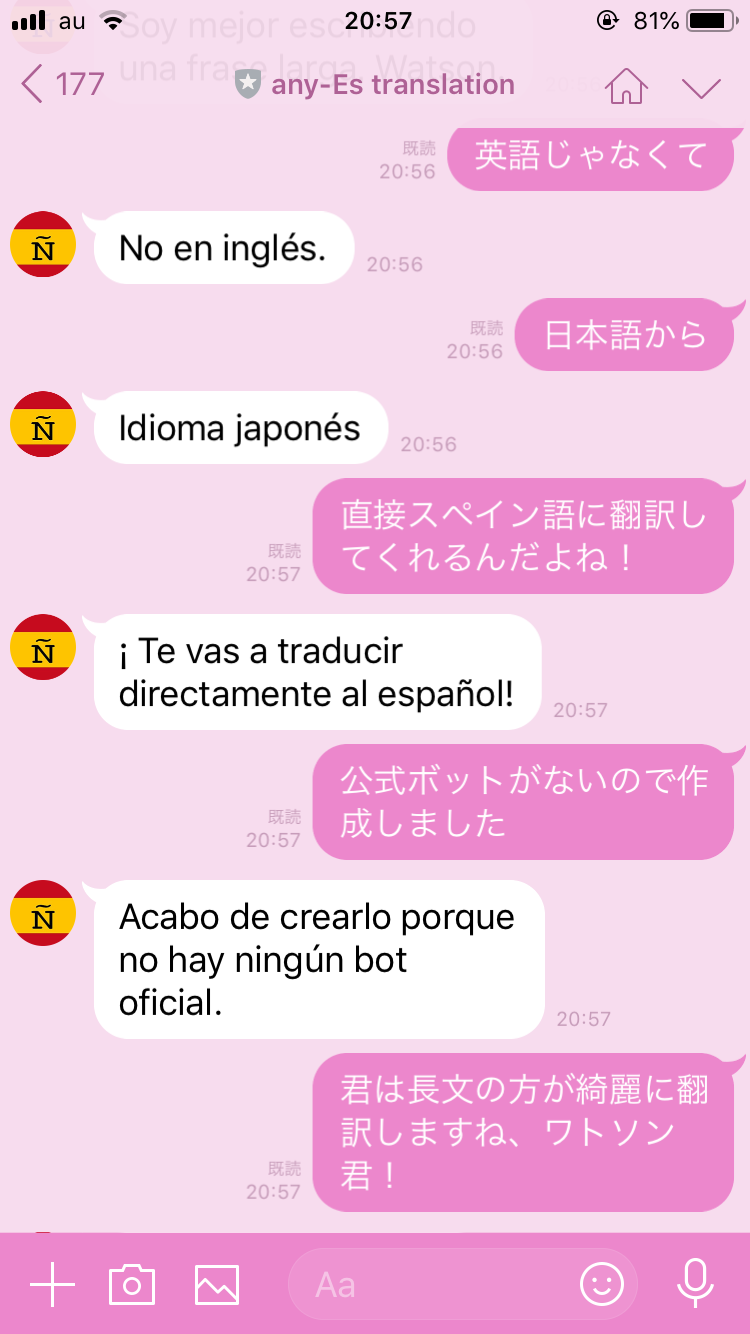 au 20:57 81%
Soy mejor escribiendo
una frase larga, Watson.
177 any-Es translation
英語じゃなくて
既読
20:56
Ñ
No en inglés.
20:56
日本語から
既読
20:56
Ñ
Idioma japonés
20:56
直接スペイン語に翻訳し
てくれるんだよね！
既読
20:57
Ñ
¡ Te vas a traducir
directamente al español!
20:57
公式ボットがないので作
成しました
既読
20:57
Ñ
Acabo de crearlo porque
no hay ningún bot
oficial.
20:57
君は長文の方が綺麗に翻
訳しますね、ワトソン
君！
既読
20:57
Aa